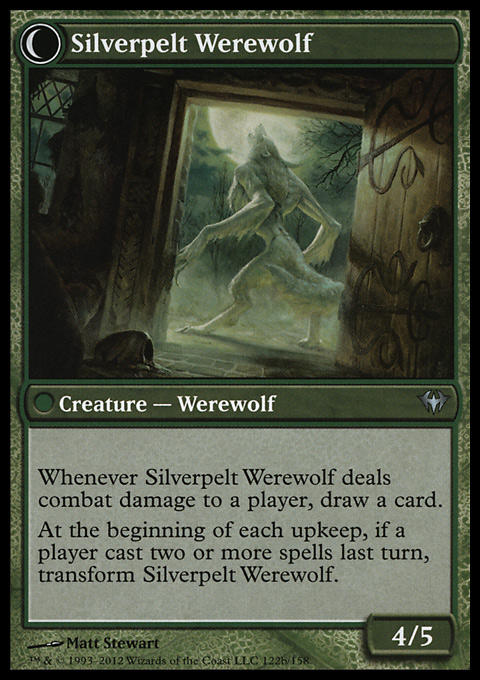 Silverpelt Werewolf
Creature — Werewolf
Whenever Silverpelt Werewolf deals
combat damage to a player, draw a card.
At the beginning of each upkeep, if a
player cast two or more spells last turn,
transform Silverpelt Werewolf.
4/5
Matt Stewart
™ & © 1993–2012 Wizards of the Coast LLC 122b/158